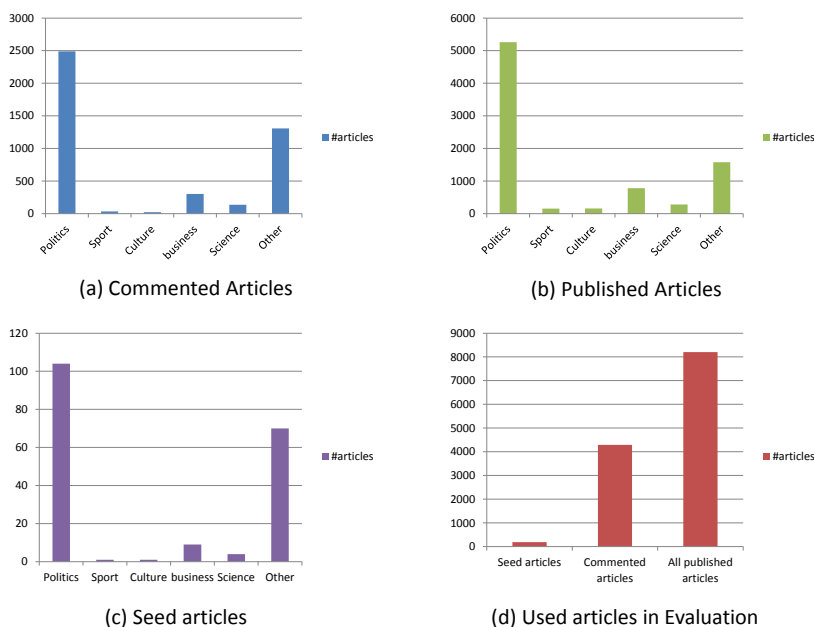 3000
2500
2000
1500
1000
500
0
Politics
Sport
Culture
business
Science
Other
#articles
(a) Commented Articles
6000
5000
4000
3000
2000
1000
0
Politics
Sport
Culture
business
Science
Other
#articles
(b) Published Articles
120
100
80
60
40
20
0
Politics Sport Culture business Science Other
#articles
(c) Seed articles
9000
8000
7000
6000
5000
4000
3000
2000
1000
0
Seed articles Commented All published
articles articles
#articles
(d) Used articles in Evaluation